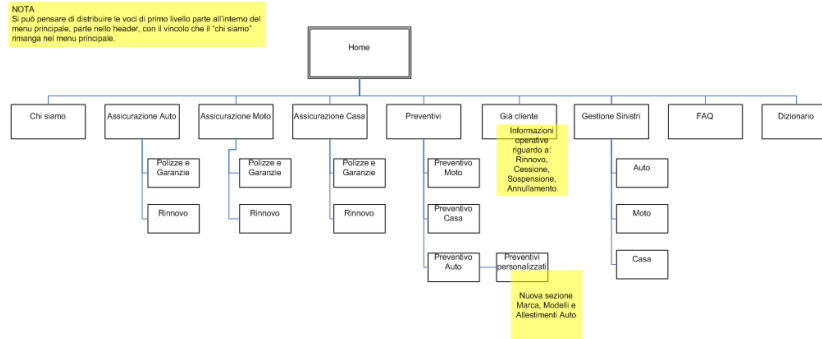 NOTA
Si può pensare di distribuire le voci di primo livello parte all'interno del
menu principale, parte nello header, con il vincolo che il "chi siamo"
rimanga nel menu principale.
Home
Chi siamo
Assicurazione Auto
Assicurazione Moto
Assicurazione Casa
Preventivi
Già cliente
Gestione Sinistri
FAQ
Dizionario
Informazioni
operative
riguardo a:
Rinnovo,
Cessione,
Sospensione,
Annullamento
Polizze e
Garanzie
Polizze e
Garanzie
Polizze e
Garanzie
Preventivo
Moto
Auto
Rinnovo
Rinnovo
Rinnovo
Preventivo
Casa
Moto
Preventivo
Auto
Preventivi
personalizzati
Casa
Nuova sezione
Marca, Modelli e
Allestimenti Auto